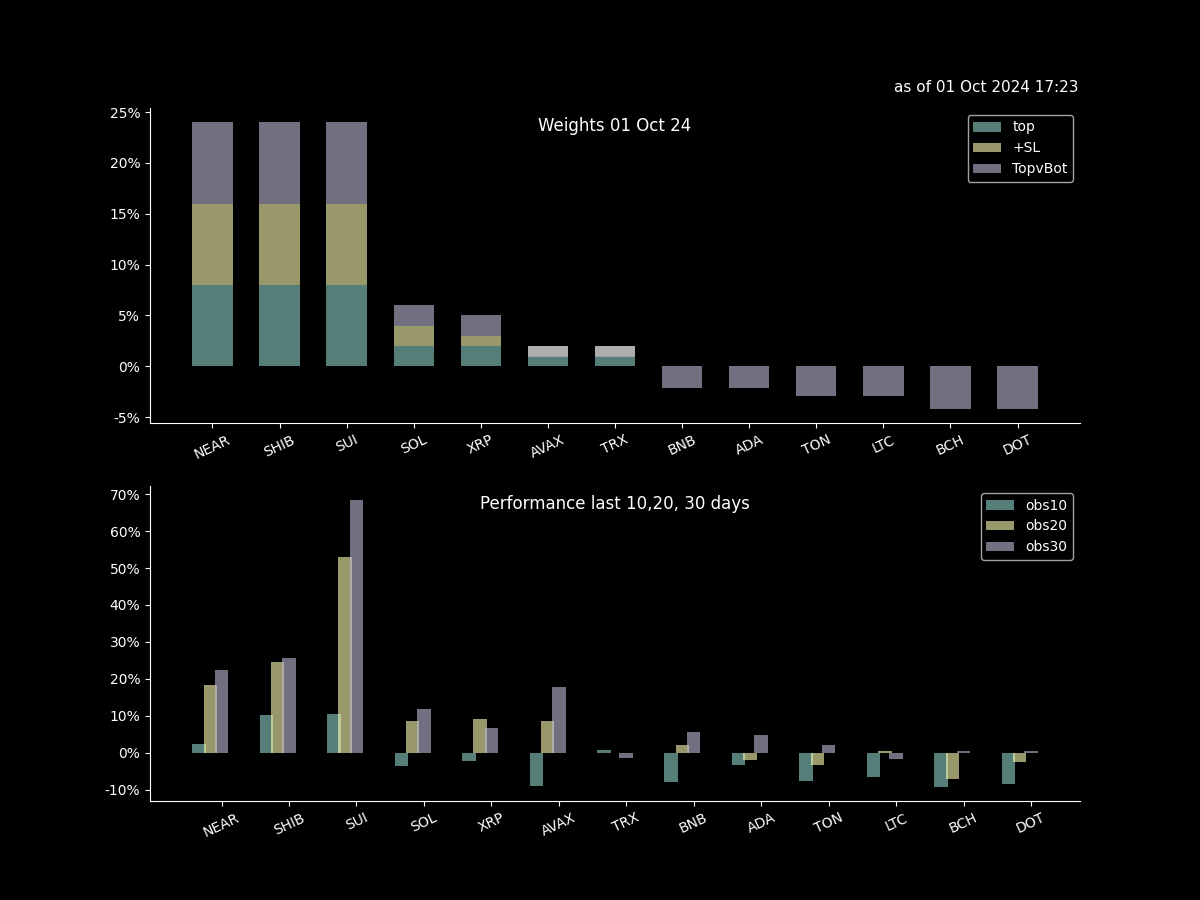 as of 01 Oct 2024 17:23
Weights 01 Oct 24
top
+SL
TopvBot
25%
20%
15%
10%
5%
0%
-5%
NEAR SHIB SUI SOL XRP AVAX TRX BNB ADA TON LTC BCH DOT
Performance last 10,20, 30 days
obs10
obs20
obs30
70%
60%
50%
40%
30%
20%
10%
0%
-10%
NEAR SHIB SUI SOL XRP AVAX TRX BNB ADA TON LTC BCH DOT